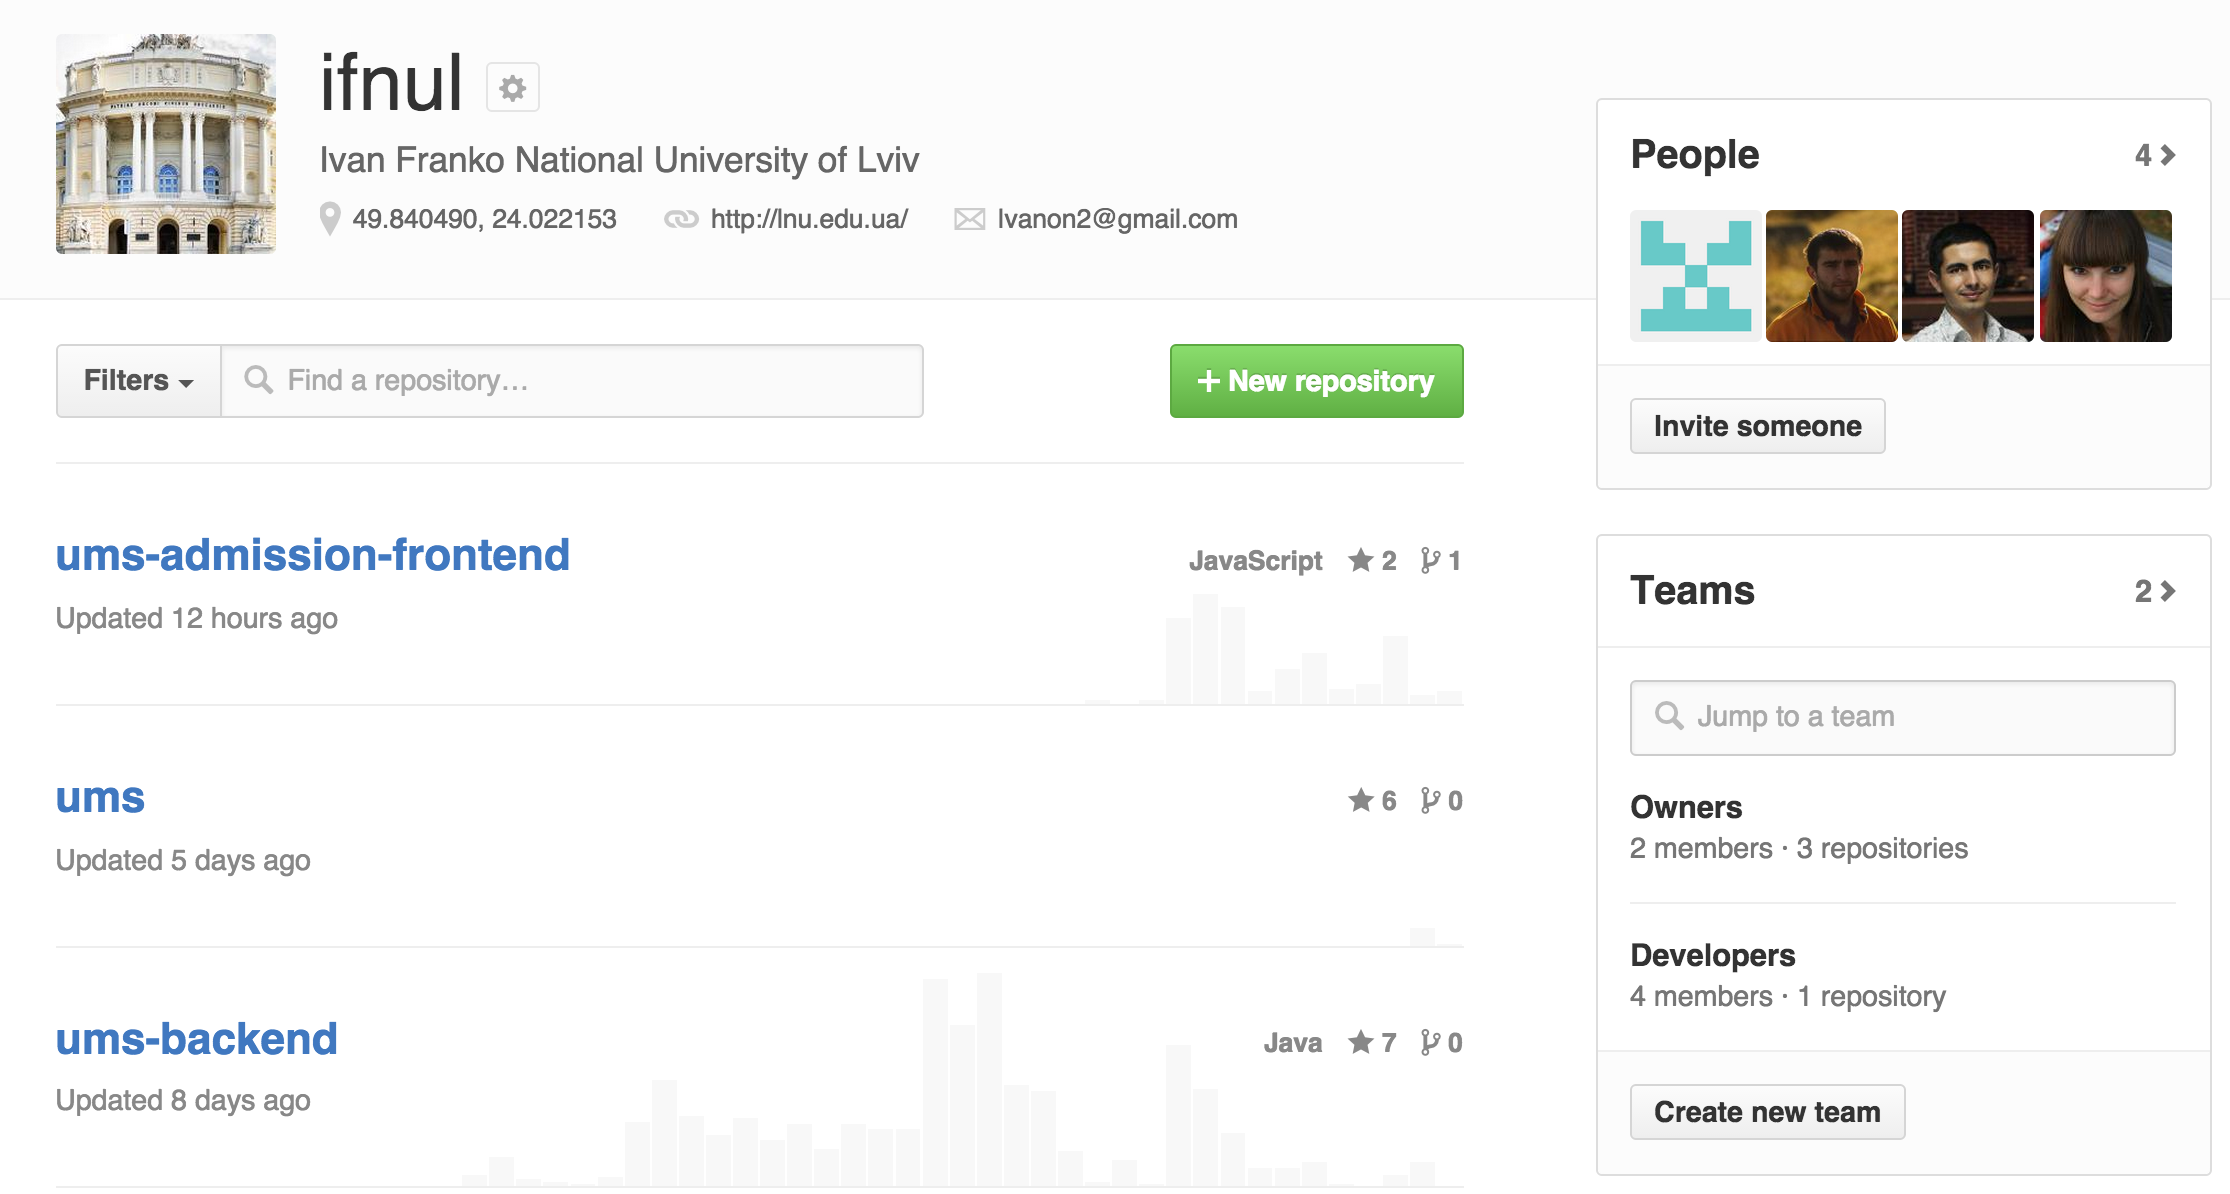 ifnul
Ivan Franko National University of Lviv
49.840490, 24.022153 http://lnu.edu.ua/ lvanon2@gmail.com
Filters
Find a repository…
New repository
ums-admission-frontend
JavaScript 2 1
Updated 12 hours ago
ums
6 0
Updated 5 days ago
ums-backend
Java 7 0
Updated 8 days ago
People 4
Invite someone
Teams 2
Jump to a team
Owners
2 members · 3 repositories
Developers
4 members · 1 repository
Create new team